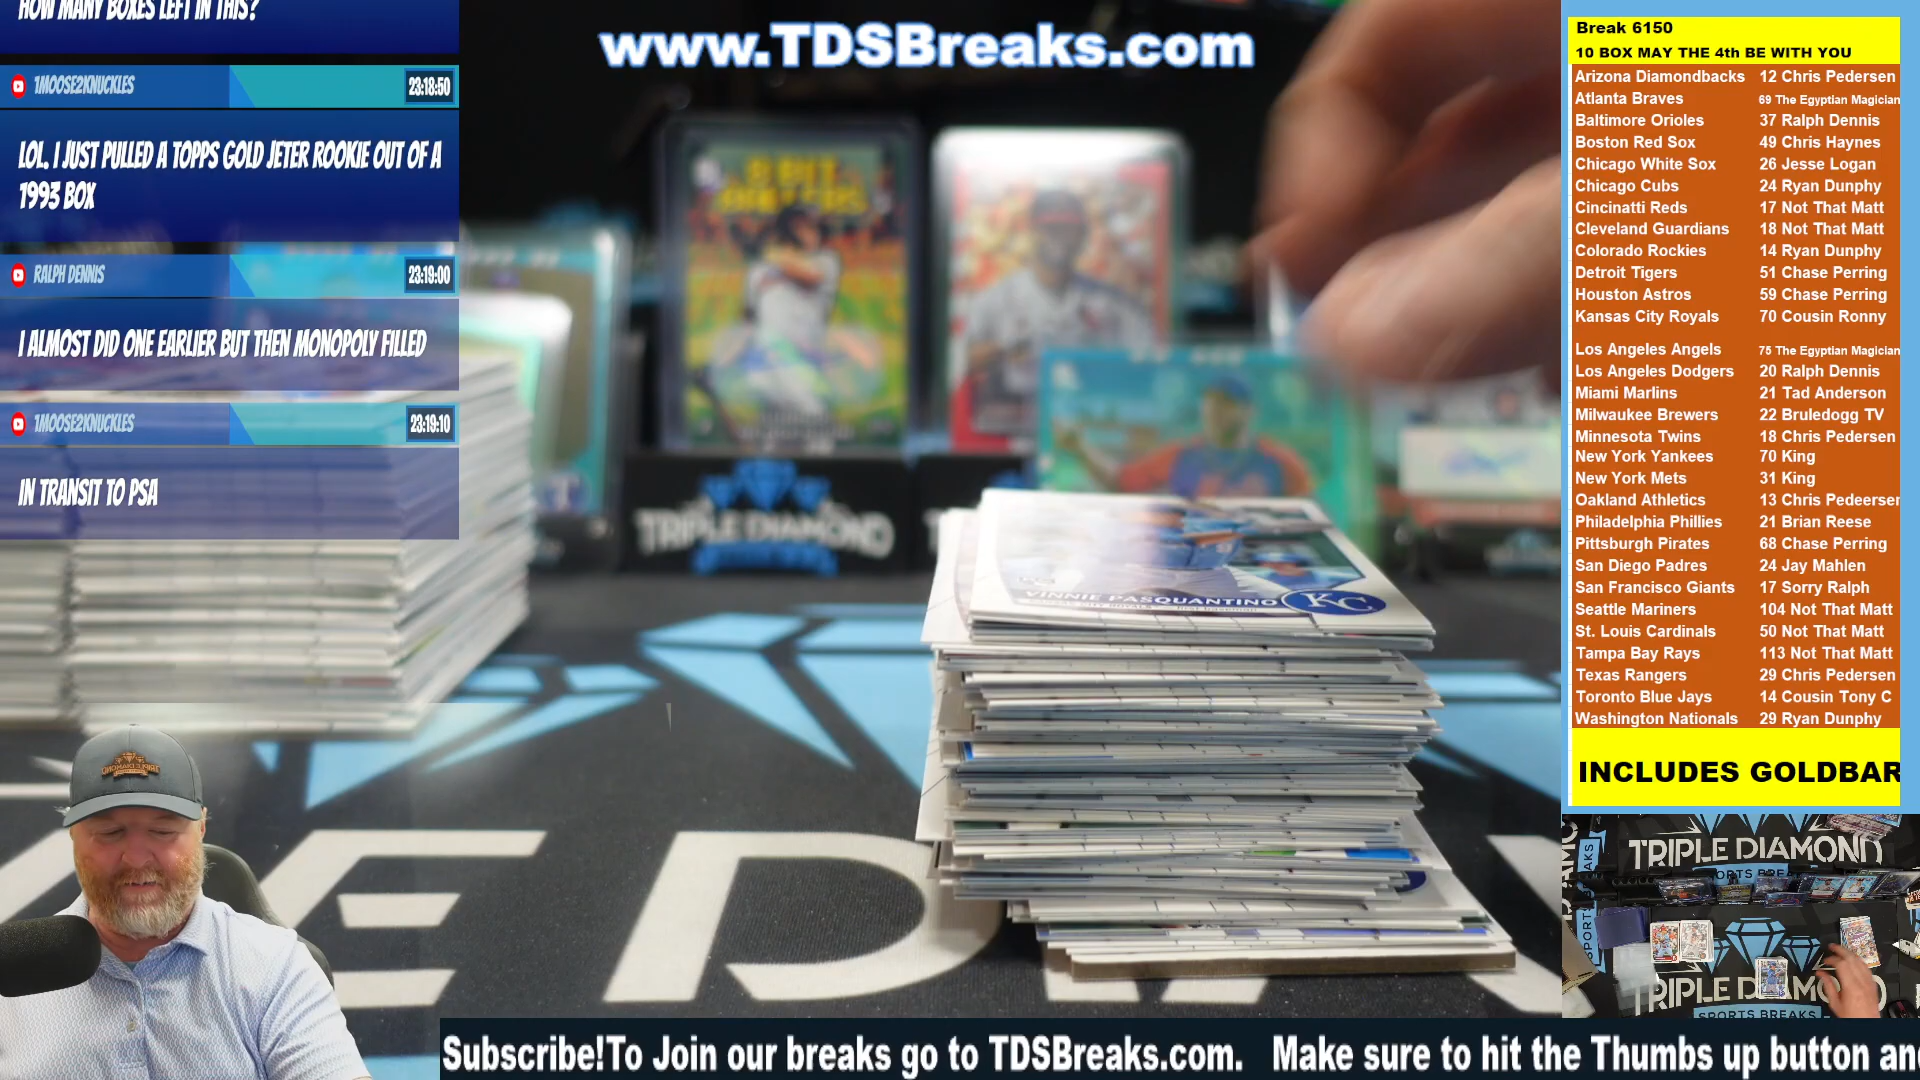 HOW MANY BOXES LEFT IN THIS?
1MOOSE2KNUCKLES 23:18:50
LOL. I JUST PULLED A TOPPS GOLD JETER ROOKIE OUT OF A
1993 BOX
RALPH DENNIS 23:19:00
I ALMOST DID ONE EARLIER BUT THEN MONOPOLY FILLED
1MOOSE2KNUCKLES 23:19:10
IN TRANSIT TO PSA
www.TDSBreaks.com
8 BIT
BALLERS
TRIPLE DIAMOND
VINNIE PASQUANTINO KC
Break 6150
10 BOX MAY THE 4th BE WITH YOU
Arizona Diamondbacks 12 Chris Pedersen
Atlanta Braves 69 The Egyptian Magician
Baltimore Orioles 37 Ralph Dennis
Boston Red Sox 49 Chris Haynes
Chicago White Sox 26 Jesse Logan
Chicago Cubs 24 Ryan Dunphy
Cincinatti Reds 17 Not That Matt
Cleveland Guardians 18 Not That Matt
Colorado Rockies 14 Ryan Dunphy
Detroit Tigers 51 Chase Perring
Houston Astros 59 Chase Perring
Kansas City Royals 70 Cousin Ronny
Los Angeles Angels 75 The Egyptian Magician
Los Angeles Dodgers 20 Ralph Dennis
Miami Marlins 21 Tad Anderson
Milwaukee Brewers 22 Bruledogg TV
Minnesota Twins 18 Chris Pedersen
New York Yankees 70 King
New York Mets 31 King
Oakland Athletics 13 Chris Pedeersen
Philadelphia Phillies 21 Brian Reese
Pittsburgh Pirates 68 Chase Perring
San Diego Padres 24 Jay Mahlen
San Francisco Giants 17 Sorry Ralph
Seattle Mariners 104 Not That Matt
St. Louis Cardinals 50 Not That Matt
Tampa Bay Rays 113 Not That Matt
Texas Rangers 29 Chris Pedersen
Toronto Blue Jays 14 Cousin Tony C
Washington Nationals 29 Ryan Dunphy
INCLUDES GOLDBAR
TRIPLE DIAMOND
SPORTS BREAKS
TRIPLE DIAMOND
SPORTS BREAKS
Subscribe!To Join our breaks go to TDSBreaks.com. Make sure to hit the Thumbs up button and